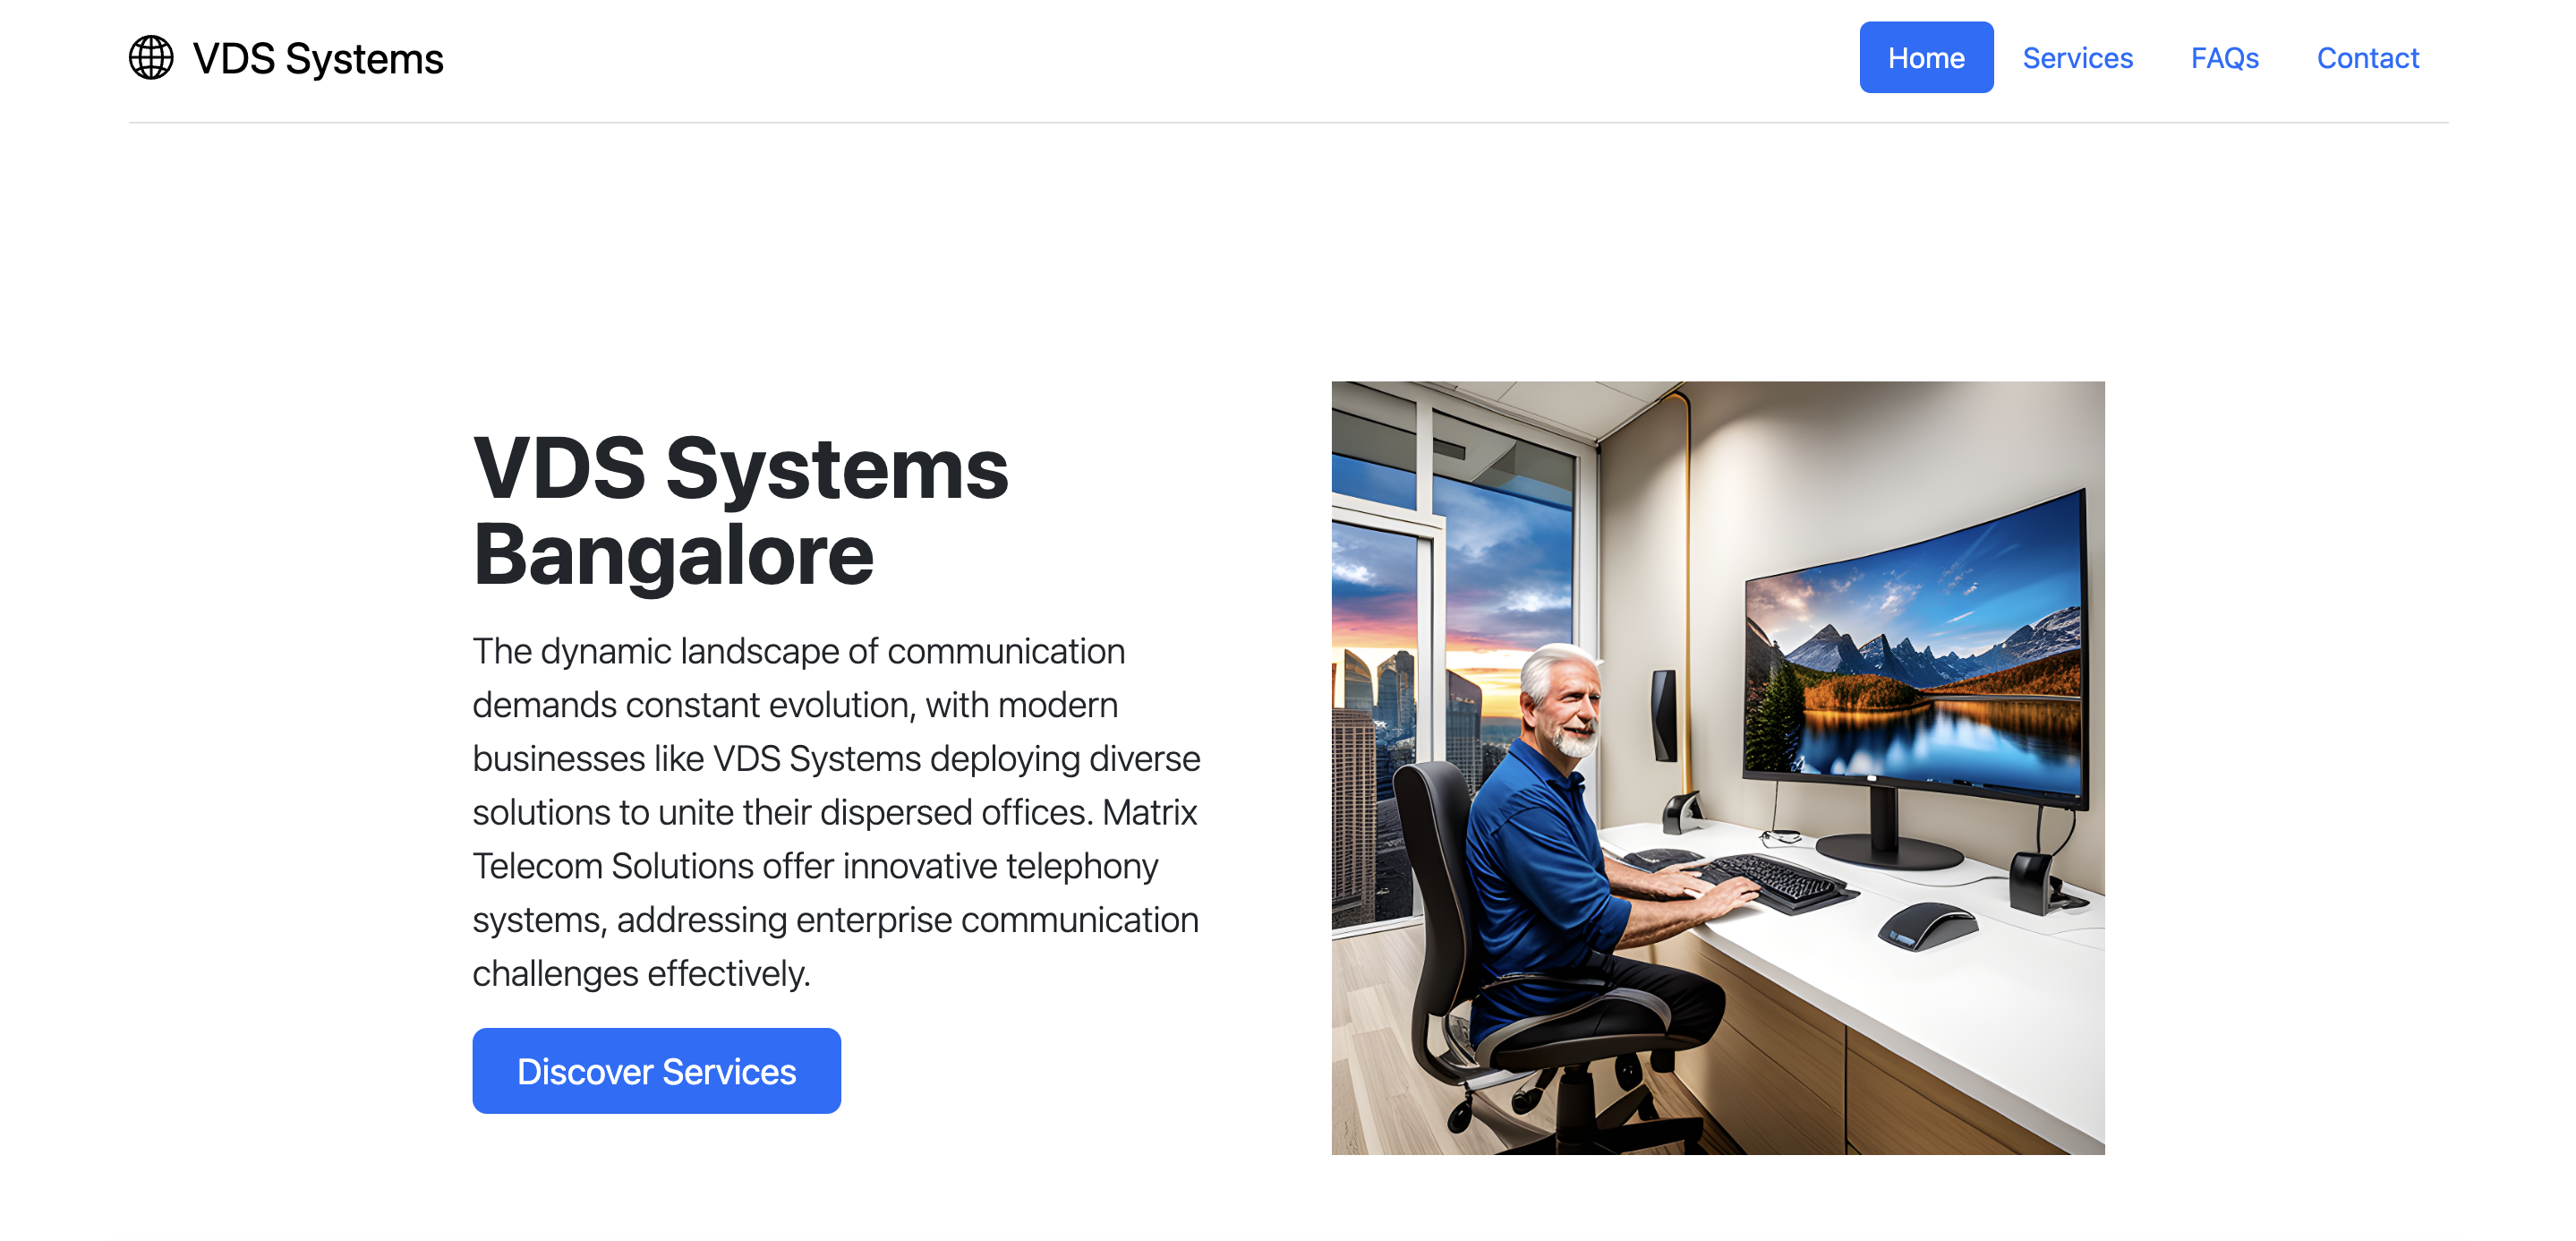 VDS Systems
Home Services FAQs Contact
VDS Systems
Bangalore
The dynamic landscape of communication
demands constant evolution, with modern
businesses like VDS Systems deploying diverse
solutions to unite their dispersed offices. Matrix
Telecom Solutions offer innovative telephony
systems, addressing enterprise communication
challenges effectively.
Discover Services